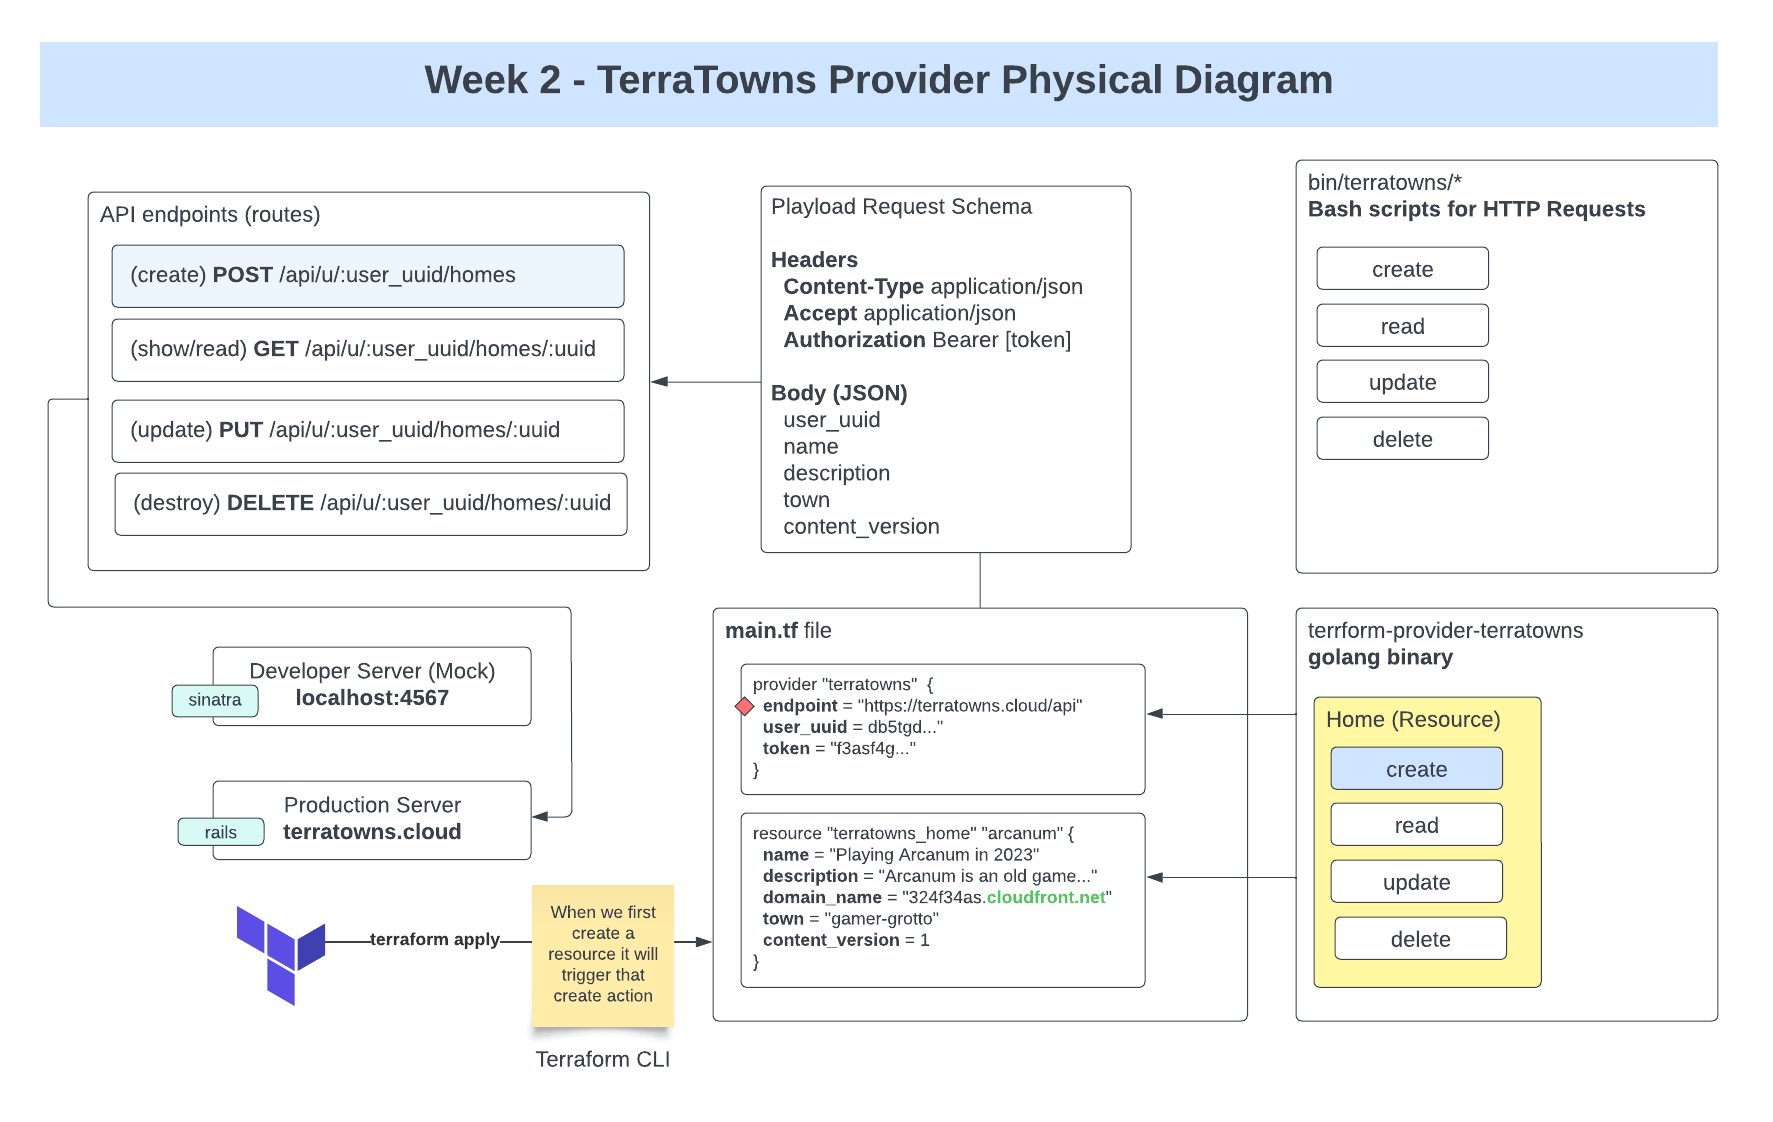 Week 2 - TerraTowns Provider Physical Diagram
API endpoints (routes)
(create) POST /api/u/:user_uuid/homes
(show/read) GET /api/u/:user_uuid/homes/:uuid
(update) PUT /api/u/:user_uuid/homes/:uuid
(destroy) DELETE /api/u/:user_uuid/homes/:uuid
Playload Request Schema
Headers
Content-Type application/json
Accept application/json
Authorization Bearer [token]
Body (JSON)
user_uuid
name
description
town
content_version
bin/terratowns/*
Bash scripts for HTTP Requests
create
read
update
delete
Developer Server (Mock)
localhost:4567
sinatra
Production Server
terratowns.cloud
rails
terraform apply
When we first
create a
resource it will
trigger that
create action
Terraform CLI
main.tf file
provider "terratowns"  {
endpoint = "https://terratowns.cloud/api"
user_uuid = db5tgd..."
token = "f3asf4g..."
}
resource "terratowns_home" "arcanum" {
name = "Playing Arcanum in 2023"
description = "Arcanum is an old game..."
domain_name = "324f34as.cloudfront.net"
town = "gamer-grotto"
content_version = 1
}
terrform-provider-terratowns
golang binary
Home (Resource)
create
read
update
delete